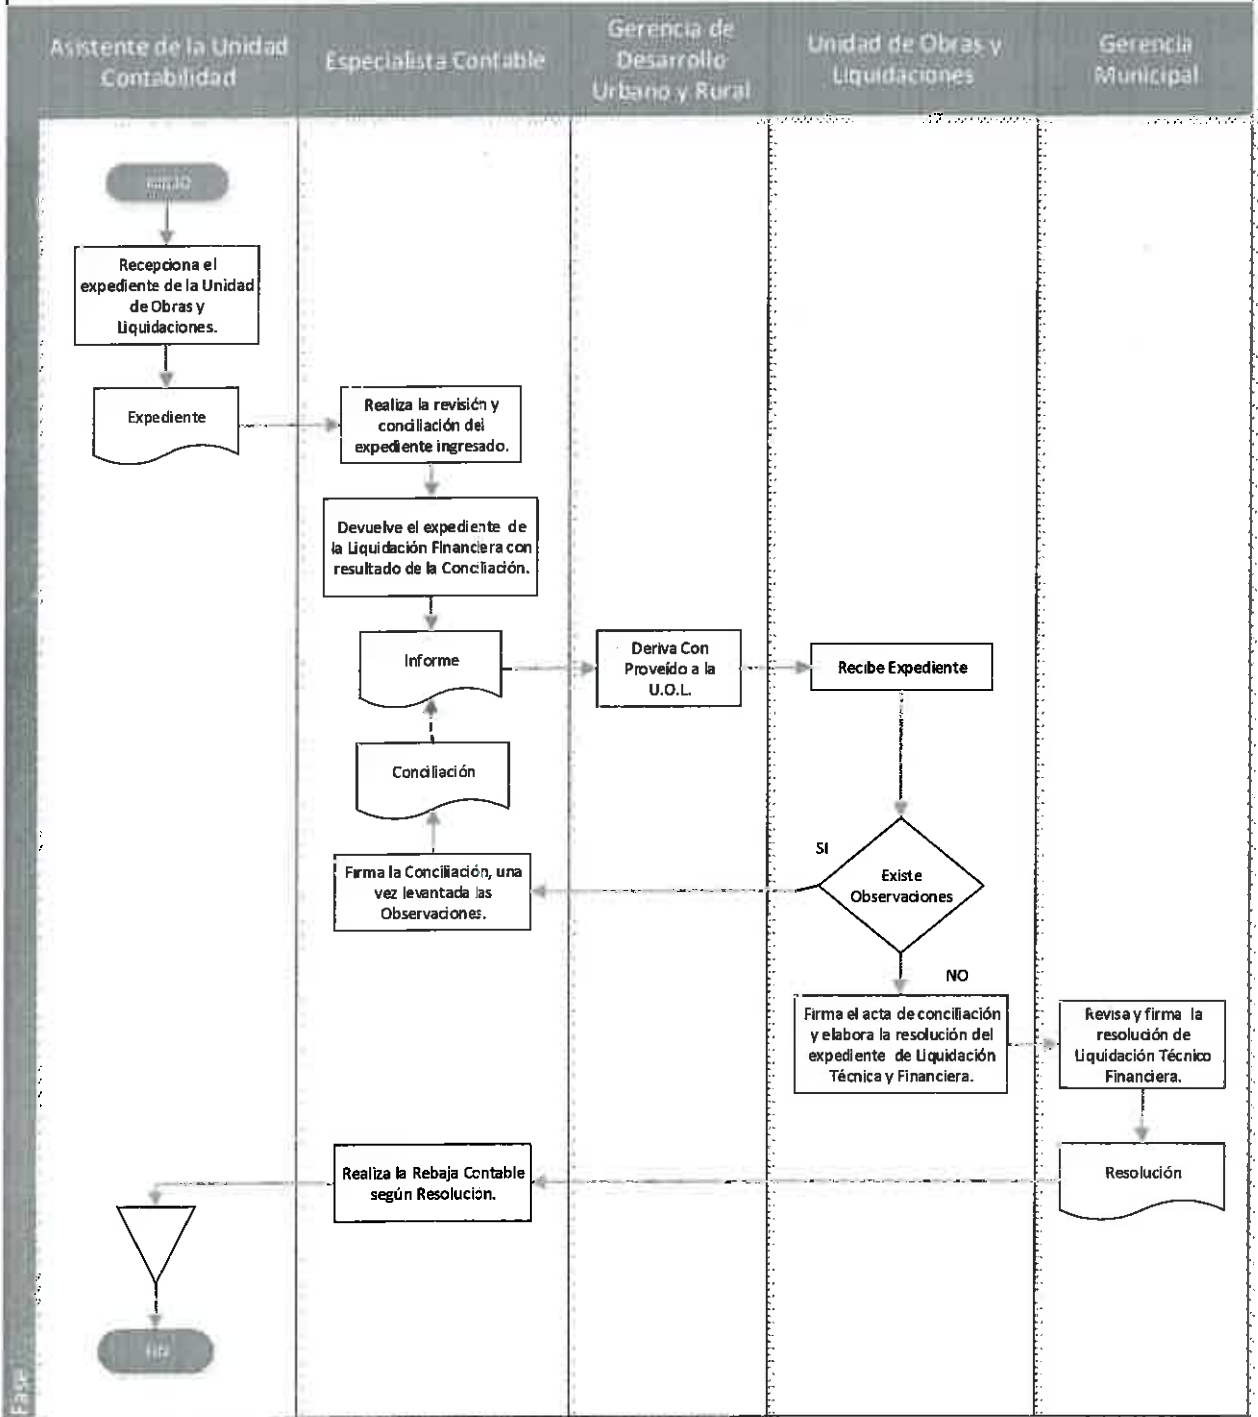 Asistente de la Unidad
Contabilidad
Especialista Contable
Gerencia de
Desarrollo
Urbano y Rural
Unidad de Obras y
Liquidaciones
Gerencia
Municipal
INICIO
Recepciona el
expediente de la Unidad
de Obras y
Liquidaciones.
Expediente
Realiza la revisión y
conciliación del
expediente ingresado.
Devuelve el expediente de
la Liquidación Financiera con
resultado de la Conciliación.
Informe
Deriva Con
Proveído a la
U.O.L.
Recibe Expediente
Conciliación
SI
Existe
Observaciones
Firma la Conciliación, una
vez levantada las
Observaciones.
NO
Firma el acta de conciliación
y elabora la resolución del
expediente de Liquidación
Técnica y Financiera.
Revisa y firma la
resolución de
Liquidación Técnico
Financiera.
Realiza la Rebaja Contable
según Resolución.
Resolución
FIN
Fase